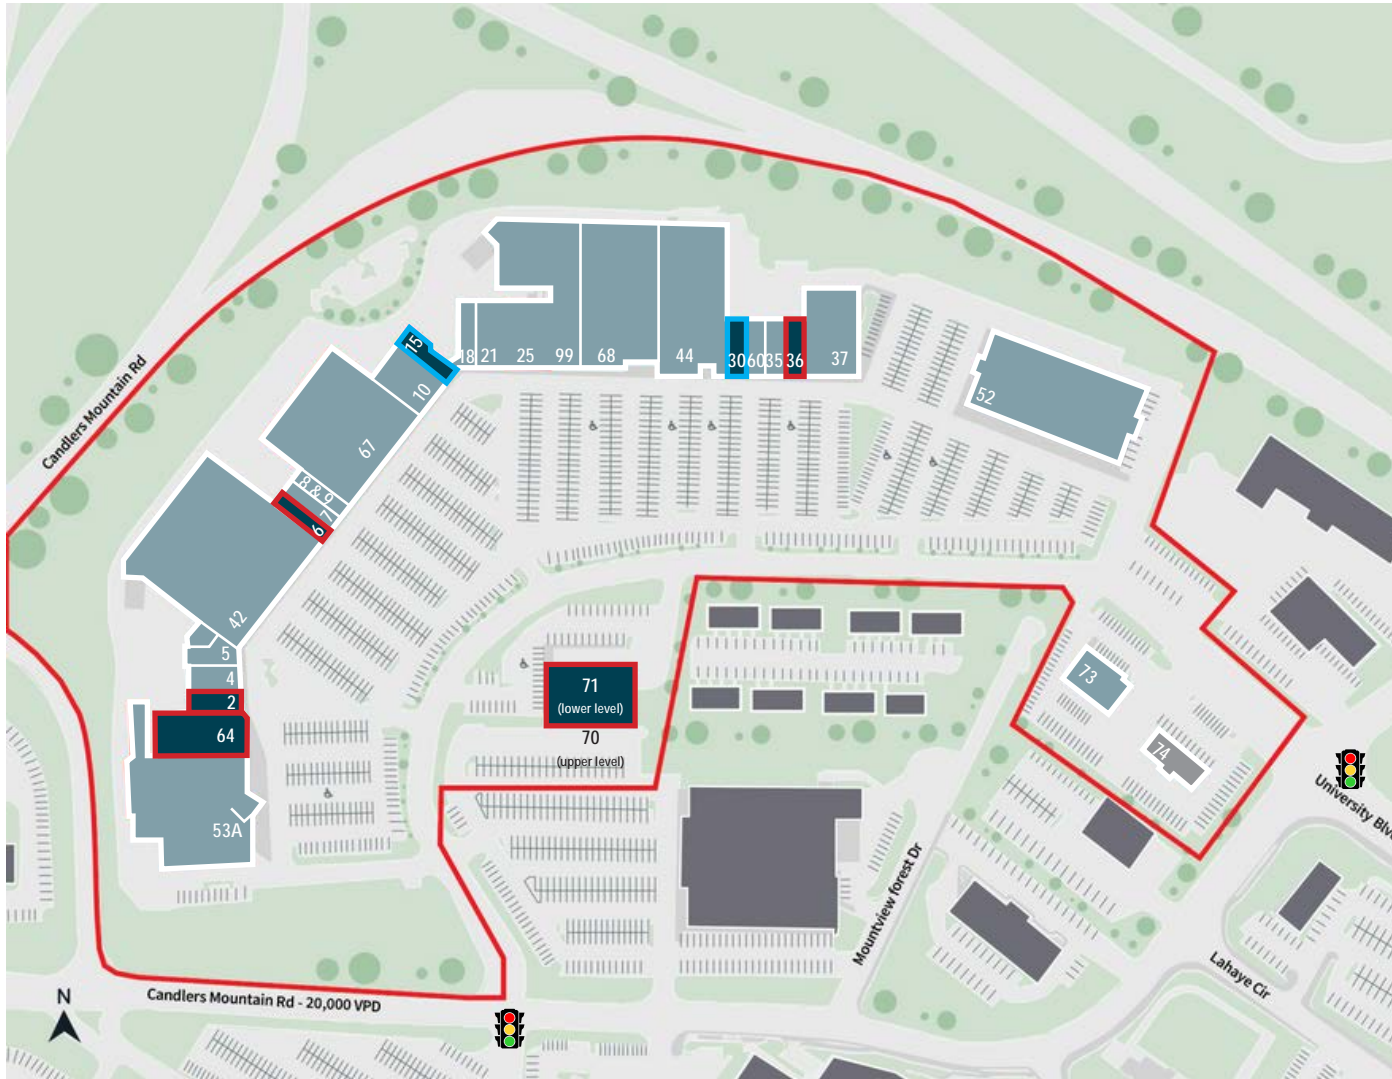 15
18
21
25
99
68
44
30
60
35
36
37
52
10
67
8 & 9
7
6
42
5
4
2
64
53A
71
(lower level)
70
(upper level)
73
74
Candlers Mountain Rd
Candlers Mountain Rd - 20,000 VPD
Mountview forest Dr
University Blv
Lahaye Cir
N